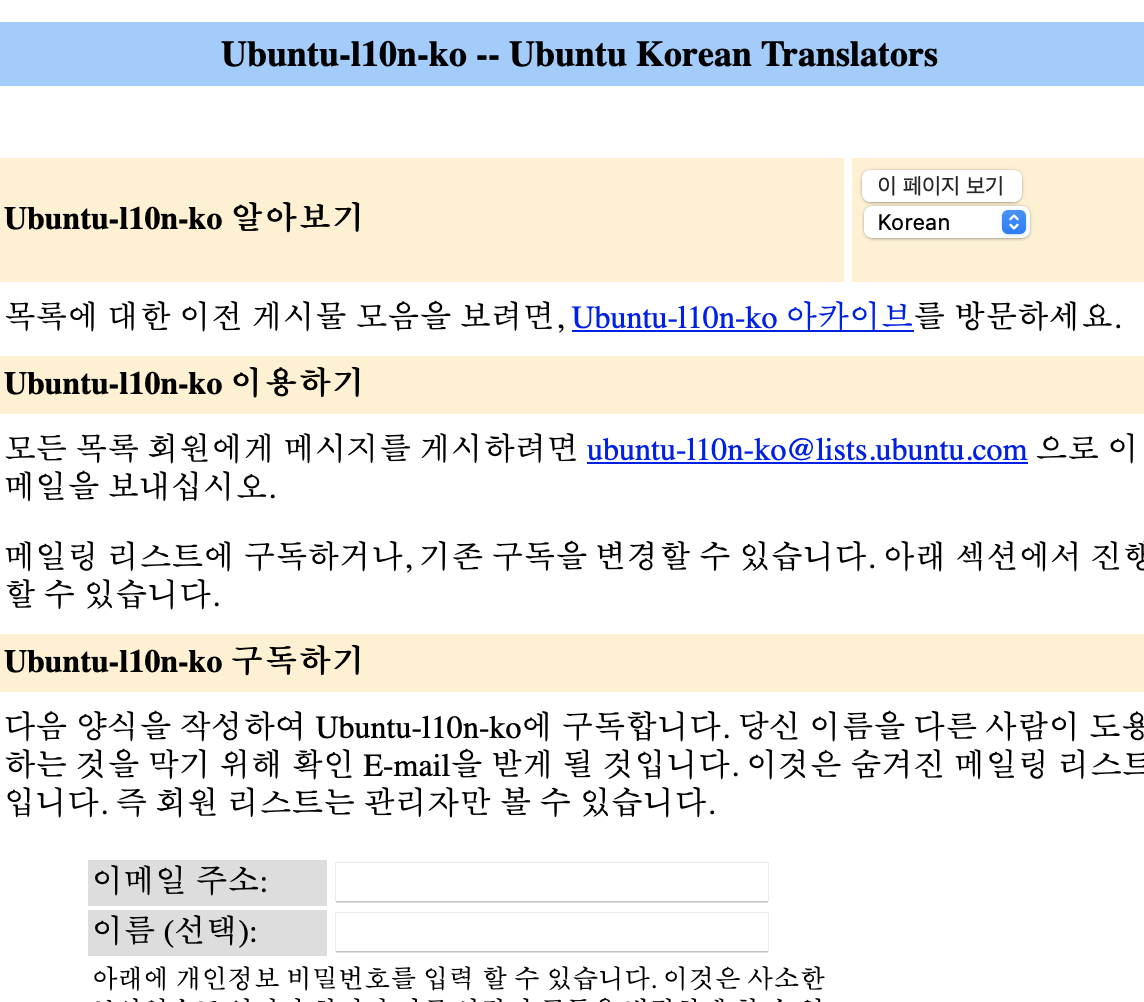 Ubuntu-l10n-ko -- Ubuntu Korean Translators
Ubuntu-l10n-ko 알아보기
이 페이지 보기
Korean
목록에 대한 이전 게시물 모음을 보려면, Ubuntu-l10n-ko 아카이브를 방문하세요.
Ubuntu-l10n-ko 이용하기
모든 목록 회원에게 메시지를 게시하려면 ubuntu-l10n-ko@lists.ubuntu.com 으로 이
메일을 보내십시오.
메일링 리스트에 구독하거나, 기존 구독을 변경할 수 있습니다. 아래 섹션에서 진행
할 수 있습니다.
Ubuntu-l10n-ko 구독하기
다음 양식을 작성하여 Ubuntu-l10n-ko에 구독합니다. 당신 이름을 다른 사람이 도용
하는 것을 막기 위해 확인 E-mail을 받게 될 것입니다. 이것은 숨겨진 메일링 리스트
입니다. 즉 회원 리스트는 관리자만 볼 수 있습니다.
이메일 주소:
이름 (선택):
아래에 개인정보 비밀번호를 입력 할 수 있습니다. 이것은 사소한